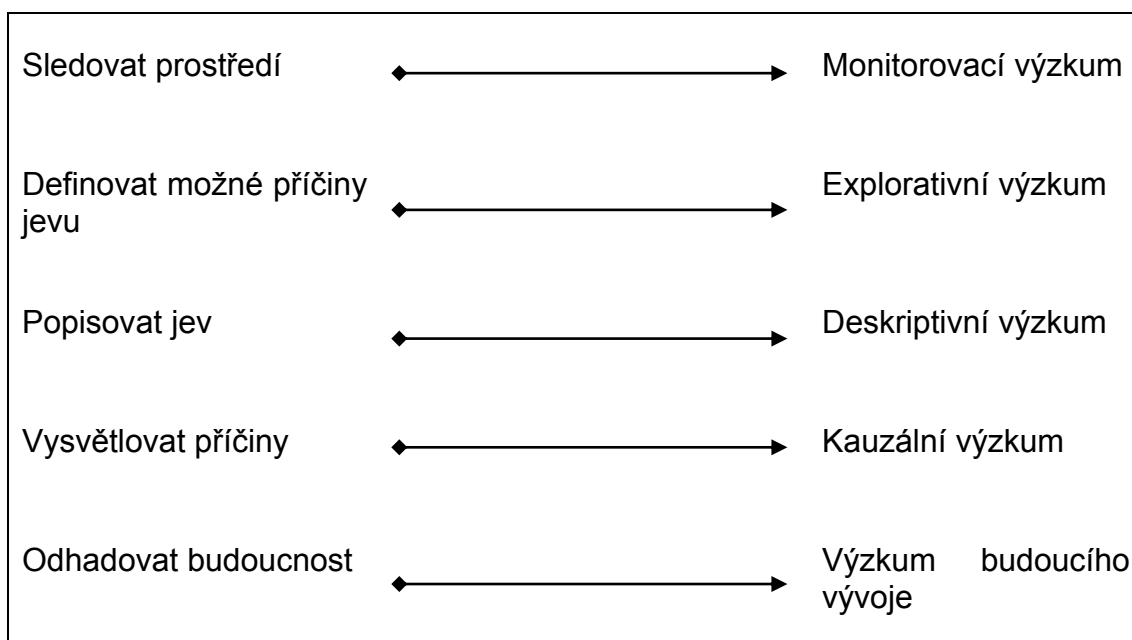 Sledovat prostředí
Monitorovací výzkum
Definovat možné příčiny
jevu
Explorativní výzkum
Popisovat jev
Deskriptivní výzkum
Vysvětlovat příčiny
Kauzální výzkum
Odhadovat budoucnost
Výzkum budoucího
vývoje